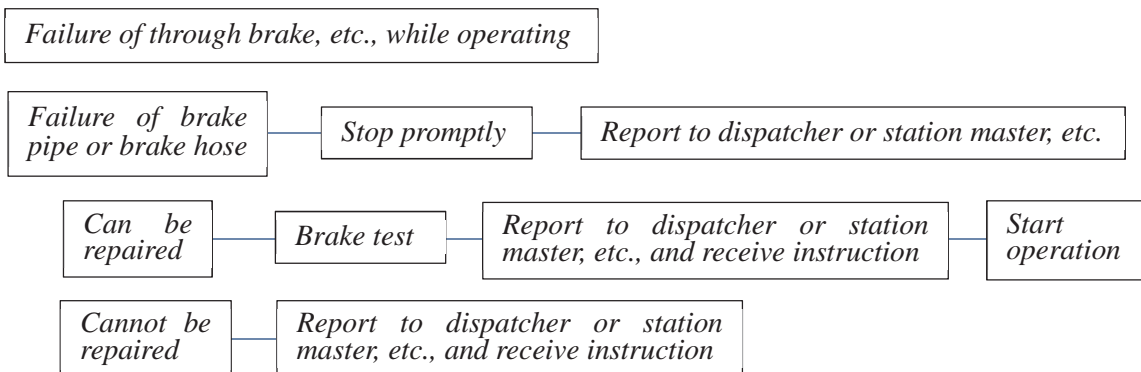 Failure of through brake, etc., while operating
Failure of brake
pipe or brake hose
Stop promptly
Report to dispatcher or station master, etc.
Can be
repaired
Brake test
Report to dispatcher or station
master, etc., and receive instruction
Start
operation
Cannot be
repaired
Report to dispatcher or station
master, etc., and receive instruction